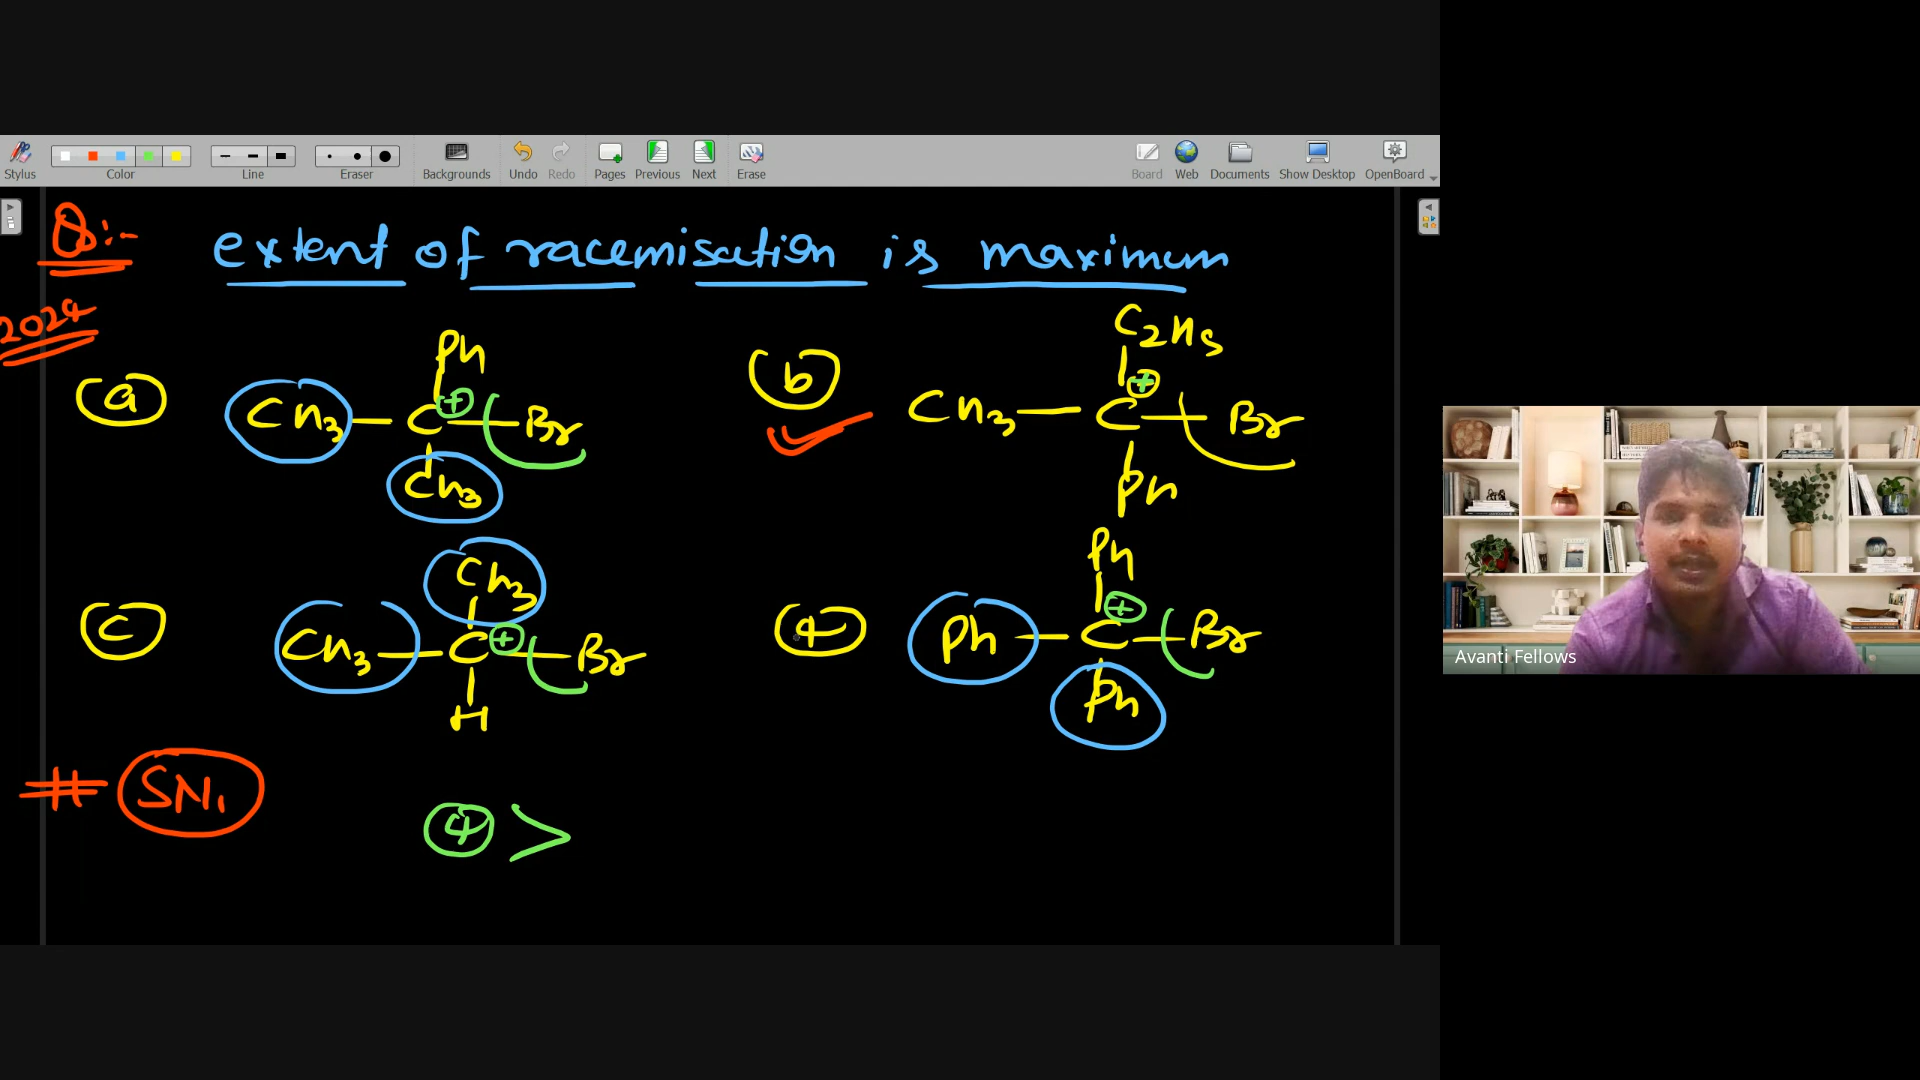 Stylus
Color
Line
Eraser
Backgrounds
Undo
Redo
Pages
Previous
Next
Erase
Board
Web
Documents
Show Desktop
OpenBoard
Q:- extent of racemisation is maximum
2024
(a)
Ph
CH3 — C + — Br
CH3
(b)
C2H5
CH3 — C + — Br
Ph
(c)
CH3
CH3 — C + — Br
H
(4)
Ph
Ph — C + — Br
Ph
# SN1
(4) >
Avanti Fellows